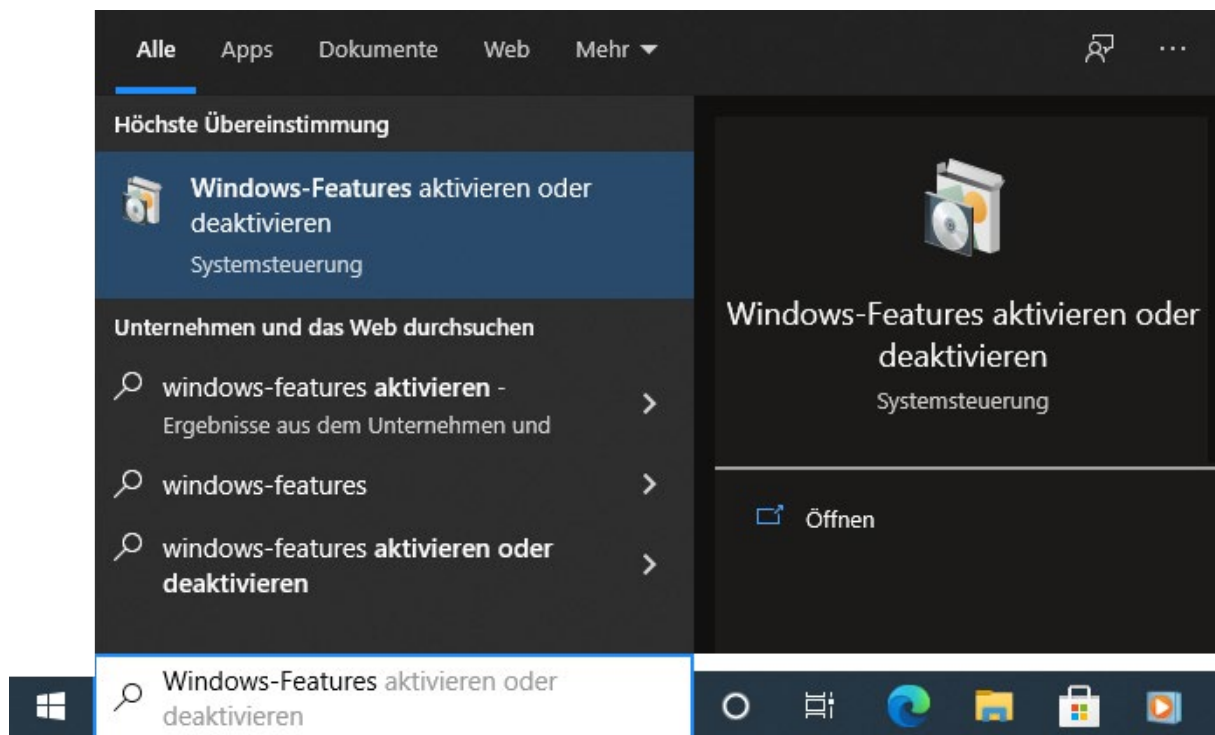 Alle Apps Dokumente Web Mehr
Höchste Übereinstimmung
Windows-Features aktivieren oder
deaktivieren
Systemsteuerung
Unternehmen und das Web durchsuchen
windows-features aktivieren -
Ergebnisse aus dem Unternehmen und
windows-features
windows-features aktivieren oder
deaktivieren
Windows-Features aktivieren oder
deaktivieren
Systemsteuerung
Öffnen
Windows-Features aktivieren oder
deaktivieren